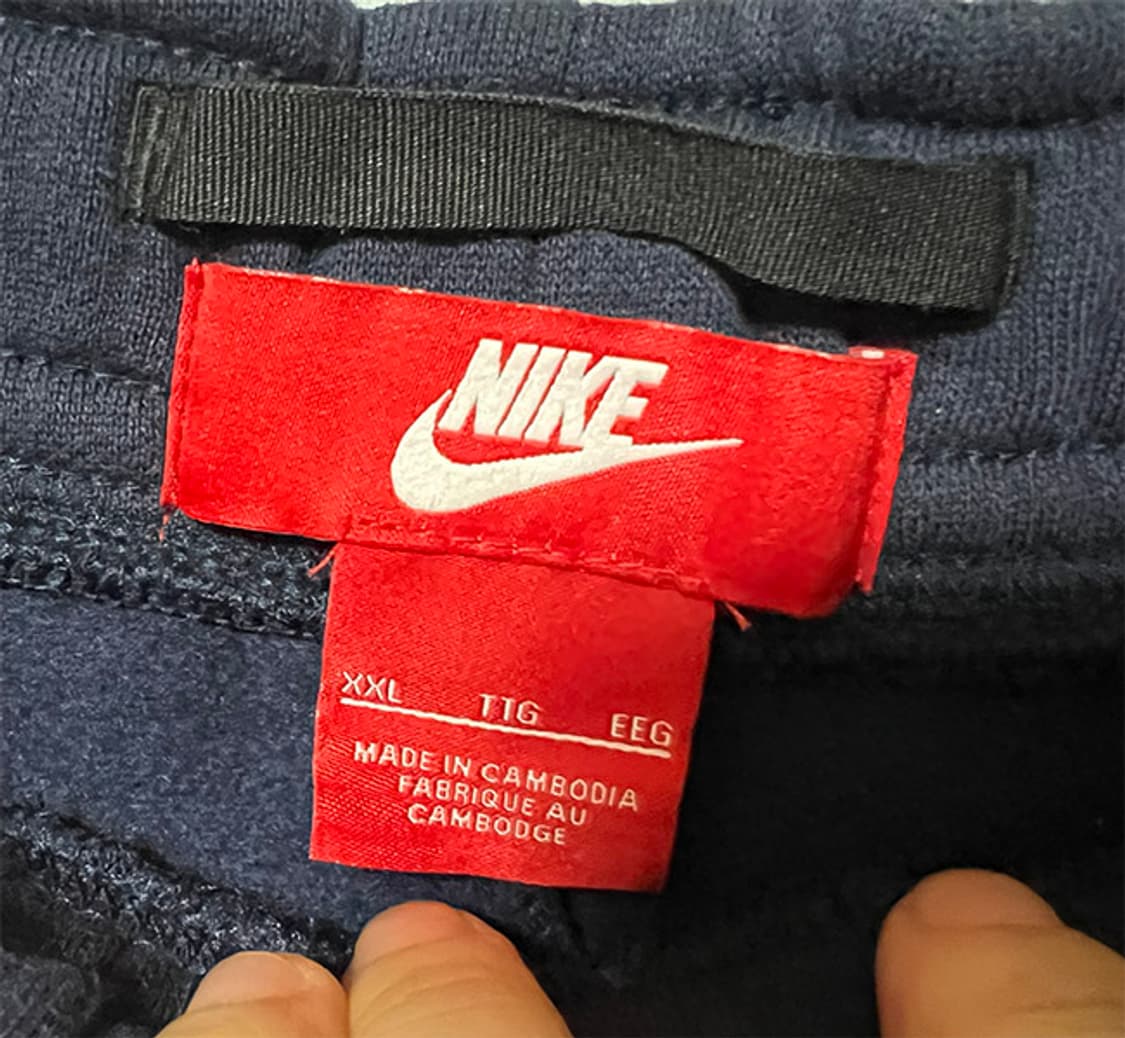 NIKE
XXL TTG EEG
MADE IN CAMBODIA
FABRIQUE AU
CAMBODGE